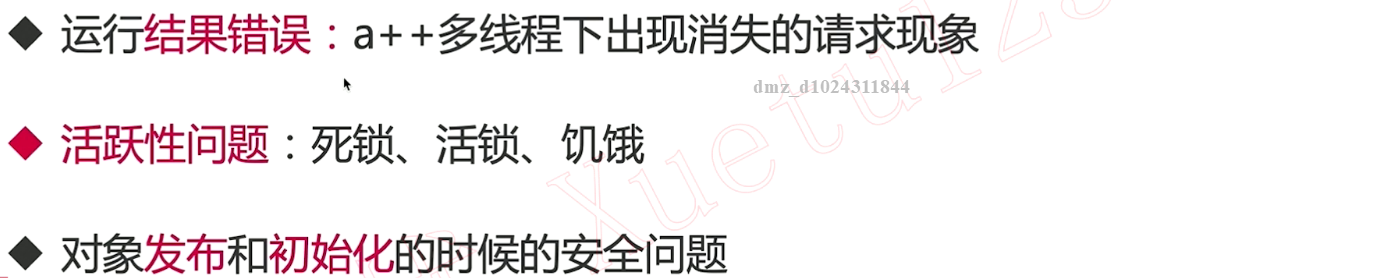 运行结果错误：a++多线程下出现消失的请求现象
dmz_d1024311844
活跃性问题：死锁、活锁、饥饿
对象发布和初始化的时候的安全问题